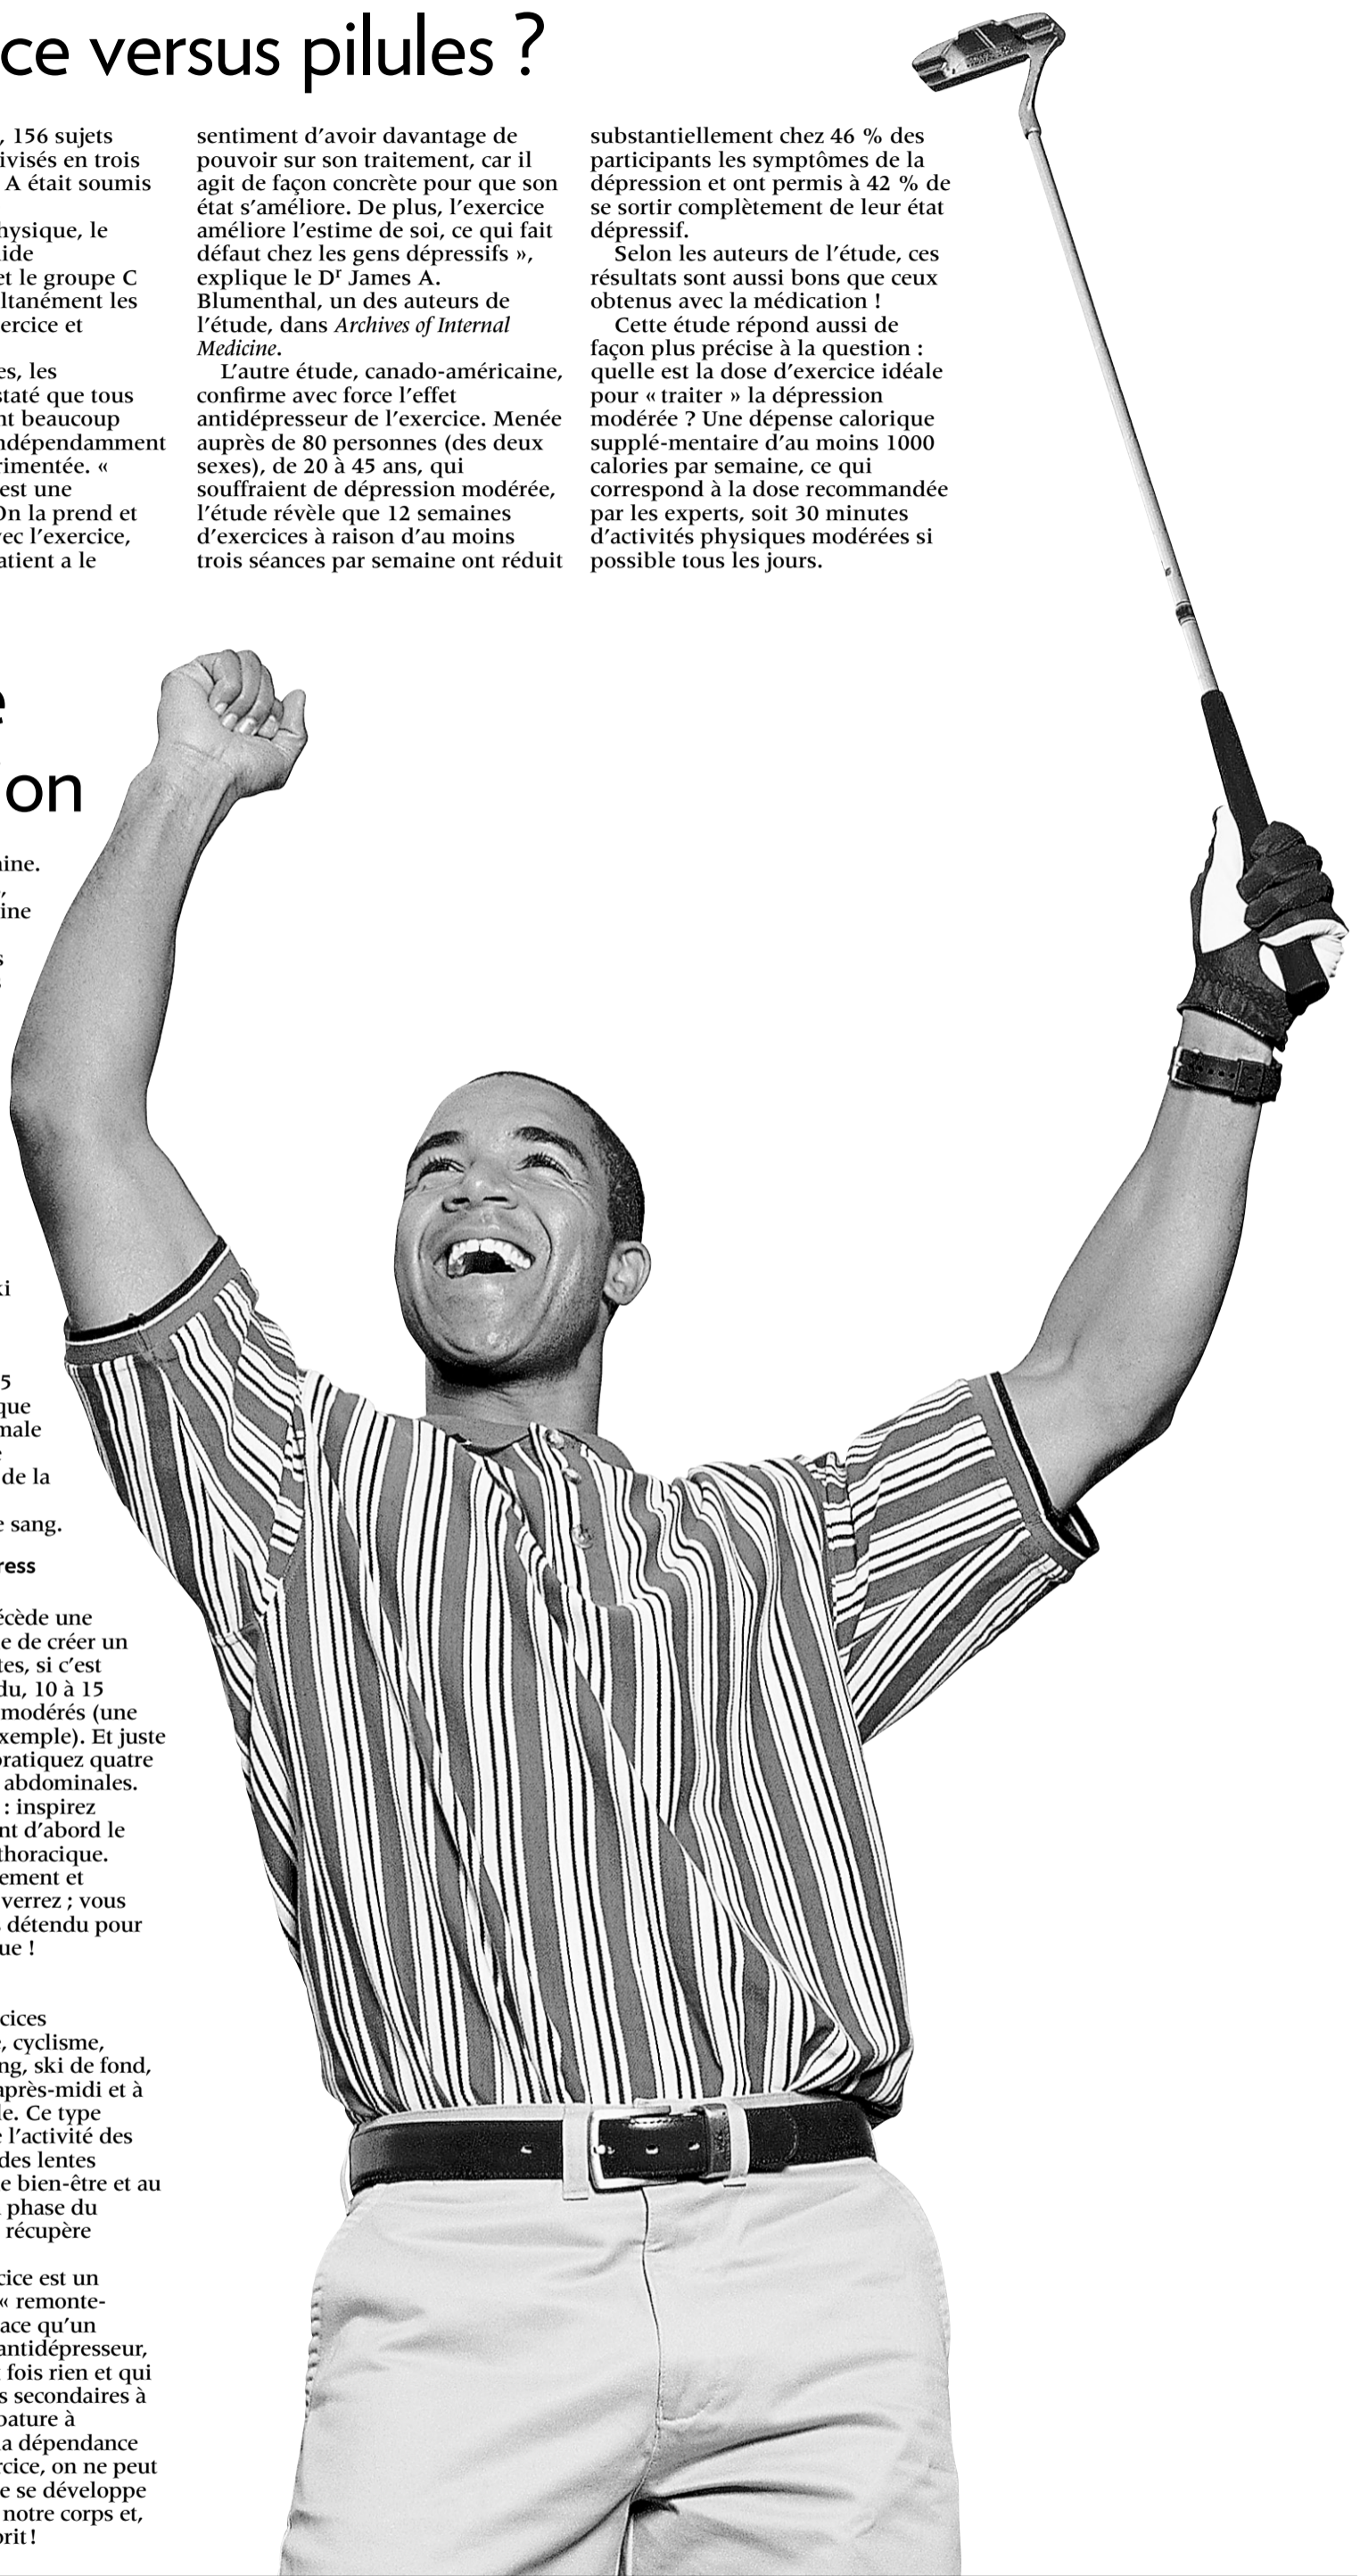 ce versus pilules ?
, 156 sujets
ivisés en trois
A était soumis
hysique, le
ide
et le groupe C
ltanément les
ercice et
es, les
staté que tous
nt beaucoup
ndépendamment
rimentée. «
est une
On la prend et
vec l’exercice,
atient a le
sentiment d’avoir davantage de
pouvoir sur son traitement, car il
agit de façon concrète pour que son
état s’améliore. De plus, l’exercice
améliore l’estime de soi, ce qui fait
défaut chez les gens dépressifs »,
explique le Dʳ James A.
Blumenthal, un des auteurs de
l’étude, dans Archives of Internal
Medicine.
L’autre étude, canado-américaine,
confirme avec force l’effet
antidépresseur de l’exercice. Menée
auprès de 80 personnes (des deux
sexes), de 20 à 45 ans, qui
souffraient de dépression modérée,
l’étude révèle que 12 semaines
d’exercices à raison d’au moins
trois séances par semaine ont réduit
substantiellement chez 46 % des
participants les symptômes de la
dépression et ont permis à 42 % de
se sortir complètement de leur état
dépressif.
Selon les auteurs de l’étude, ces
résultats sont aussi bons que ceux
obtenus avec la médication !
Cette étude répond aussi de
façon plus précise à la question :
quelle est la dose d’exercice idéale
pour « traiter » la dépression
modérée ? Une dépense calorique
supplé-mentaire d’au moins 1000
calories par semaine, ce qui
correspond à la dose recommandée
par les experts, soit 30 minutes
d’activités physiques modérées si
possible tous les jours.
e
ion
aine.
,
ine
s
s
ki
5
que
male
e
de la
e sang.
ress
écède une
e de créer un
tes, si c’est
du, 10 à 15
modérés (une
xemple). Et juste
pratiquez quatre
abdominales.
: inspirez
nt d’abord le
thoracique.
ement et
verrez ; vous
s détendu pour
ue !
cices
e, cyclisme,
ng, ski de fond,
après-midi et à
le. Ce type
e l’activité des
des lentes
e bien-être et au
a phase du
récupère
cice est un
« remonte-
ace qu’un
antidépresseur,
t fois rien et qui
s secondaires à
bature à
la dépendance
rcice, on ne peut
e se développe
notre corps et,
prit !